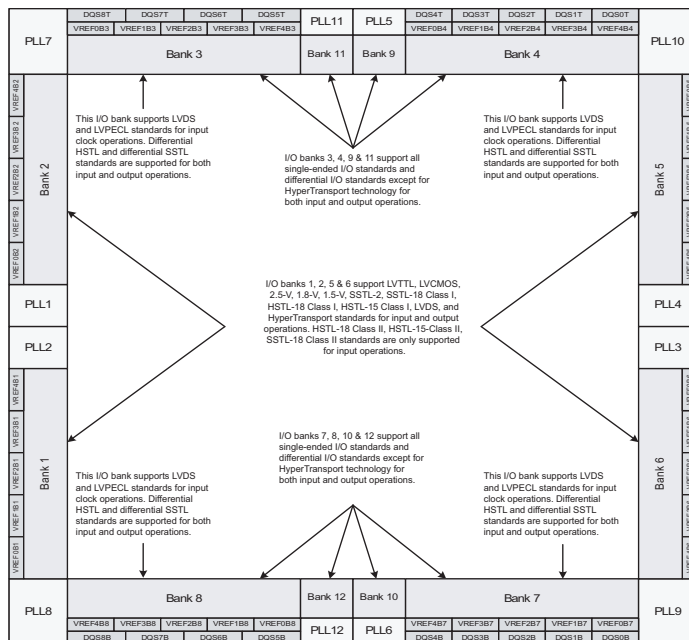 DQS8T DQS7T DQS6T DQS5T
PLL11 PLL5
DQS4T DQS3T DQS2T DQS1T DQS0T
PLL7
VREF0B3 VREF1B3 VREF2B3 VREF3B3 VREF4B3
VREF0B4 VREF1B4 VREF2B4 VREF3B4 VREF4B4
PLL10
Bank 3
Bank 11
Bank 9
Bank 4
VREF4B2
VREF3B2
VREF2B2
VREF1B2
VREF0B2
Bank 2
This I/O bank supports LVDS
and LVPECL standards for input
clock operations. Differential
HSTL and differential SSTL
standards are supported for both
input and output operations.
I/O banks 3, 4, 9 & 11 support all
single-ended I/O standards and
differential I/O standards except for
HyperTransport technology for
both input and output operations.
This I/O bank supports LVDS
and LVPECL standards for input
clock operations. Differential
HSTL and differential SSTL
standards are supported for both
input and output operations.
Bank 5
PLL1
PLL2
I/O banks 1, 2, 5 & 6 support LVTTL, LVCMOS,
2.5-V, 1.8-V, 1.5-V, SSTL-2, SSTL-18 Class I,
HSTL-18 Class I, HSTL-15 Class I, LVDS, and
HyperTransport standards for input and output
operations. HSTL-18 Class II, HSTL-15-Class II,
SSTL-18 Class II standards are only supported
for input operations.
PLL4
PLL3
VREF4B1
VREF3B1
VREF2B1
VREF1B1
VREF0B1
Bank 1
This I/O bank supports LVDS
and LVPECL standards for input
clock operations. Differential
HSTL and differential SSTL
standards are supported for both
input and output operations.
I/O banks 7, 8, 10 & 12 support all
single-ended I/O standards and
differential I/O standards except for
HyperTransport technology for
both input and output operations.
This I/O bank supports LVDS
and LVPECL standards for input
clock operations. Differential
HSTL and differential SSTL
standards are supported for both
input and output operations.
Bank 6
PLL8
Bank 8
Bank 12
Bank 10
Bank 7
PLL9
VREF4B8 VREF3B8 VREF2B8 VREF1B8 VREF0B8
PLL12 PLL6
VREF4B7 VREF3B7 VREF2B7 VREF1B7 VREF0B7
DQS8B DQS7B DQS6B DQS5B
DQS4B DQS3B DQS2B DQS1B DQS0B